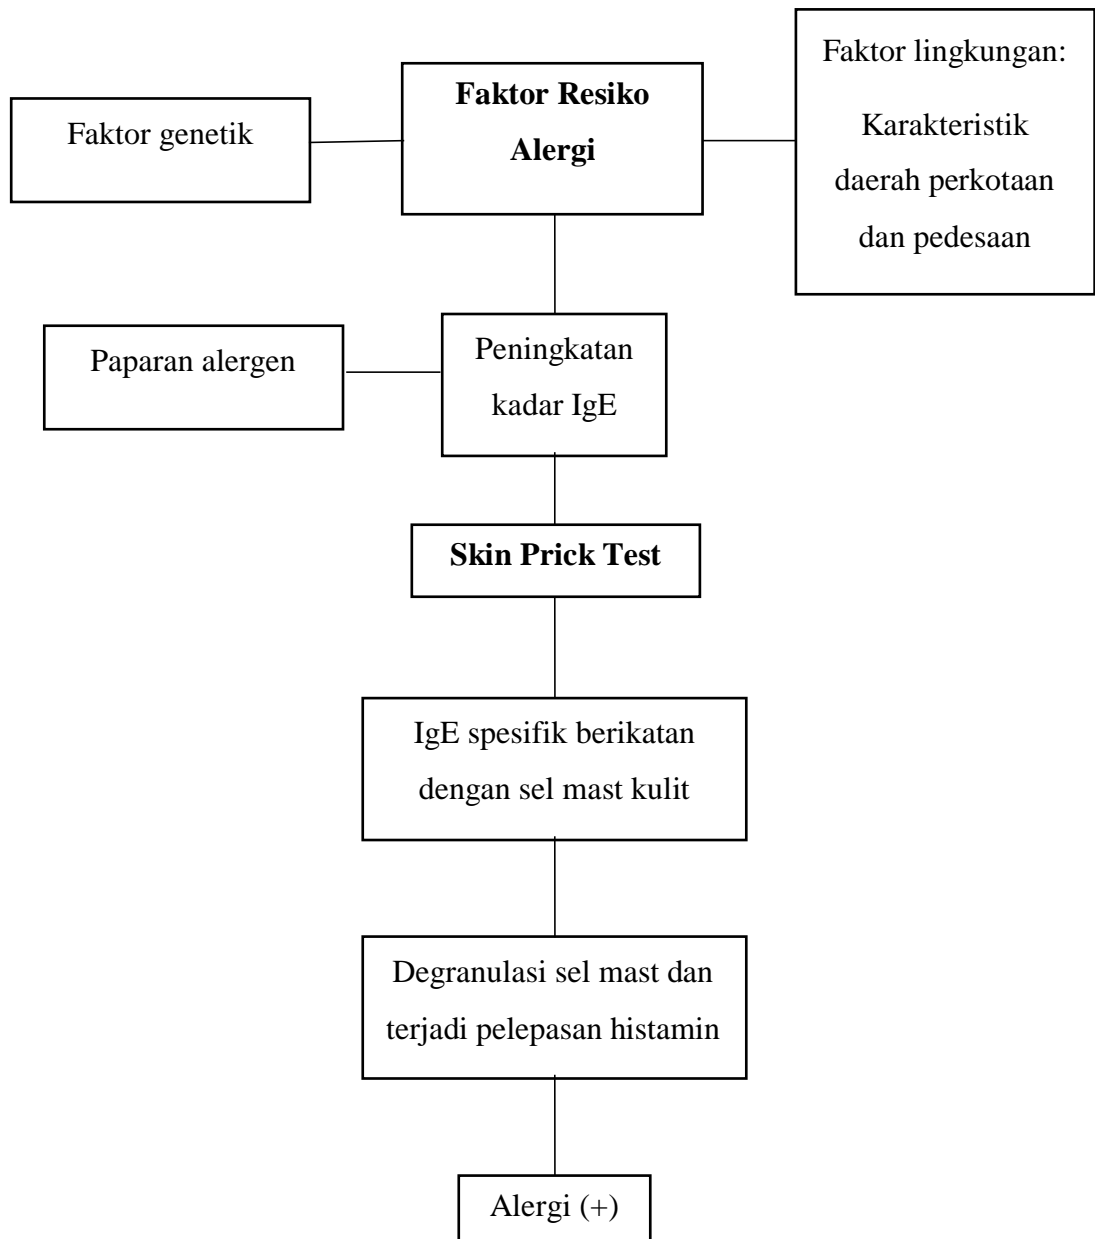 Faktor genetik
Faktor Resiko
Alergi
Faktor lingkungan:
Karakteristik
daerah perkotaan
dan pedesaan
Paparan alergen
Peningkatan
kadar IgE
Skin Prick Test
IgE spesifik berikatan
dengan sel mast kulit
Degranulasi sel mast dan
terjadi pelepasan histamin
Alergi (+)